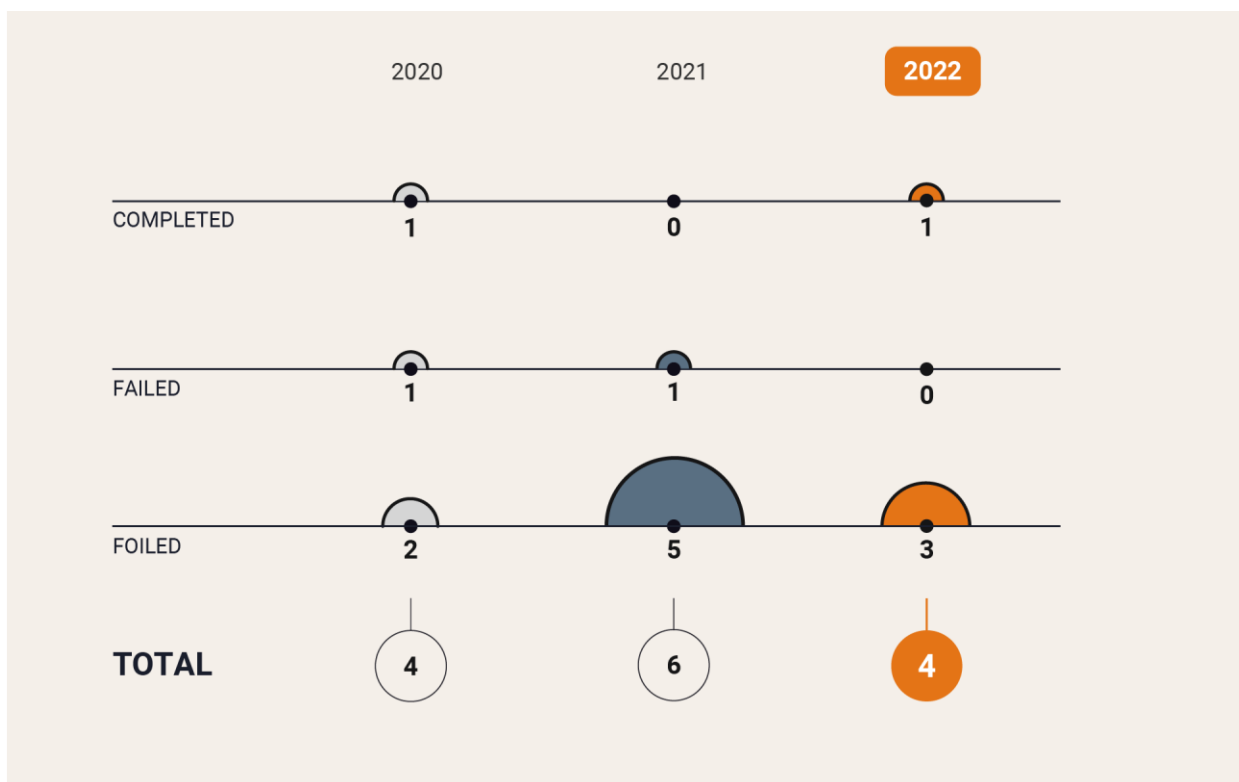 2020 2021 2022
COMPLETED 1 0 1
FAILED 1 1 0
FOILED 2 5 3
TOTAL 4 6 4